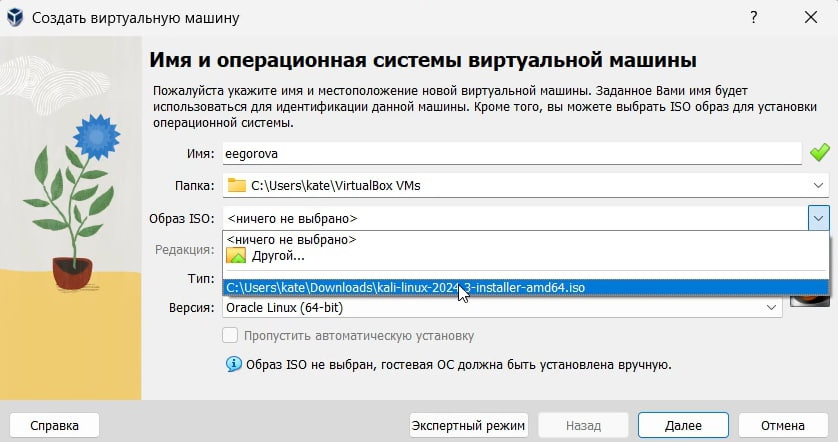 Создать виртуальную машину
Имя и операционная системы виртуальной машины
Пожалуйста укажите имя и местоположение новой виртуальной машины. Заданное Вами имя будет
использоваться для идентификации данной машины. Кроме того, вы можете выбрать ISO образ для установки
операционной системы.
Имя: eegorova
Папка: C:\Users\kate\VirtualBox VMs
Образ ISO: <ничего не выбрано>
<ничего не выбрано>
Редакция: Другой...
Тип:
C:\Users\kate\Downloads\kali-linux-2024.3-installer-amd64.iso
Версия: Oracle Linux (64-bit)
Пропустить автоматическую установку
Образ ISO не выбран, гостевая ОС должна быть установлена вручную.
Справка Экспертный режим Назад Далее Отмена